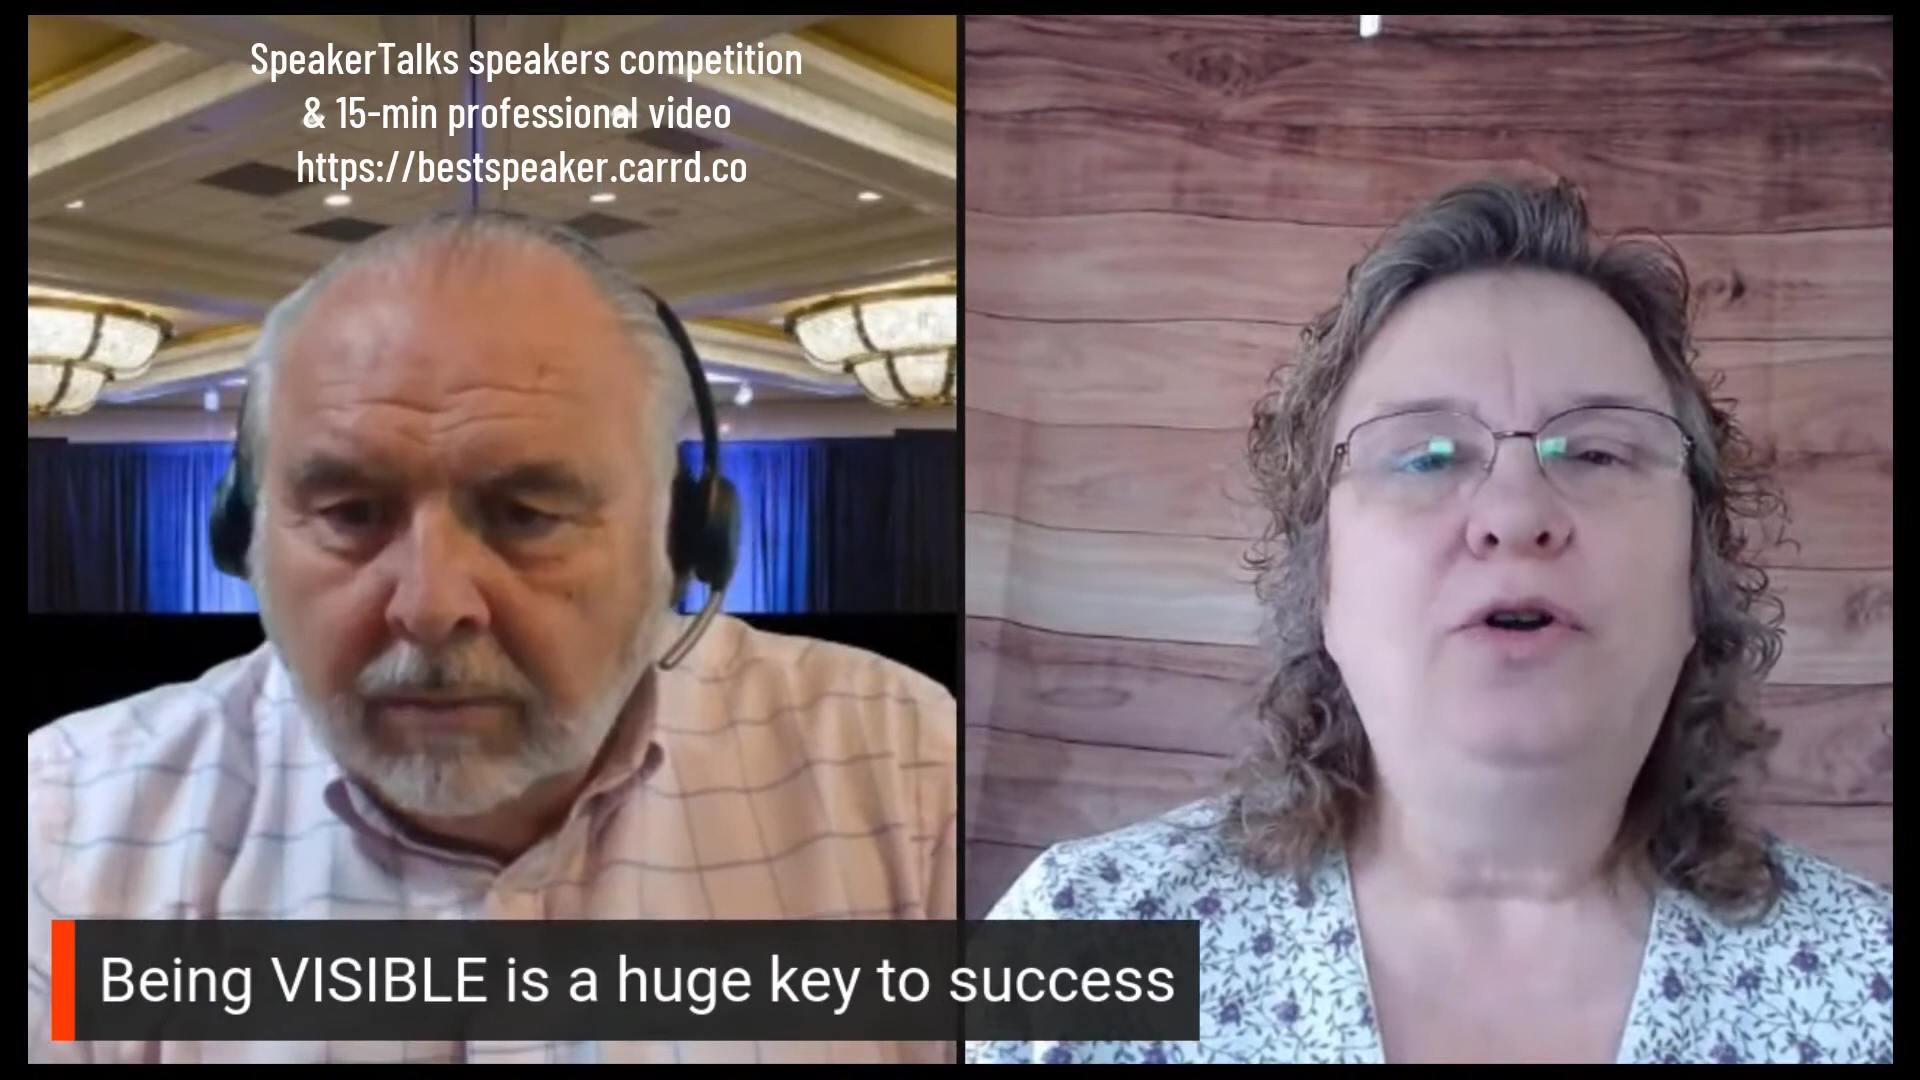 SpeakerTalks speakers competition
& 15-min professional video
https://bestspeaker.carrd.co
Being VISIBLE is a huge key to success